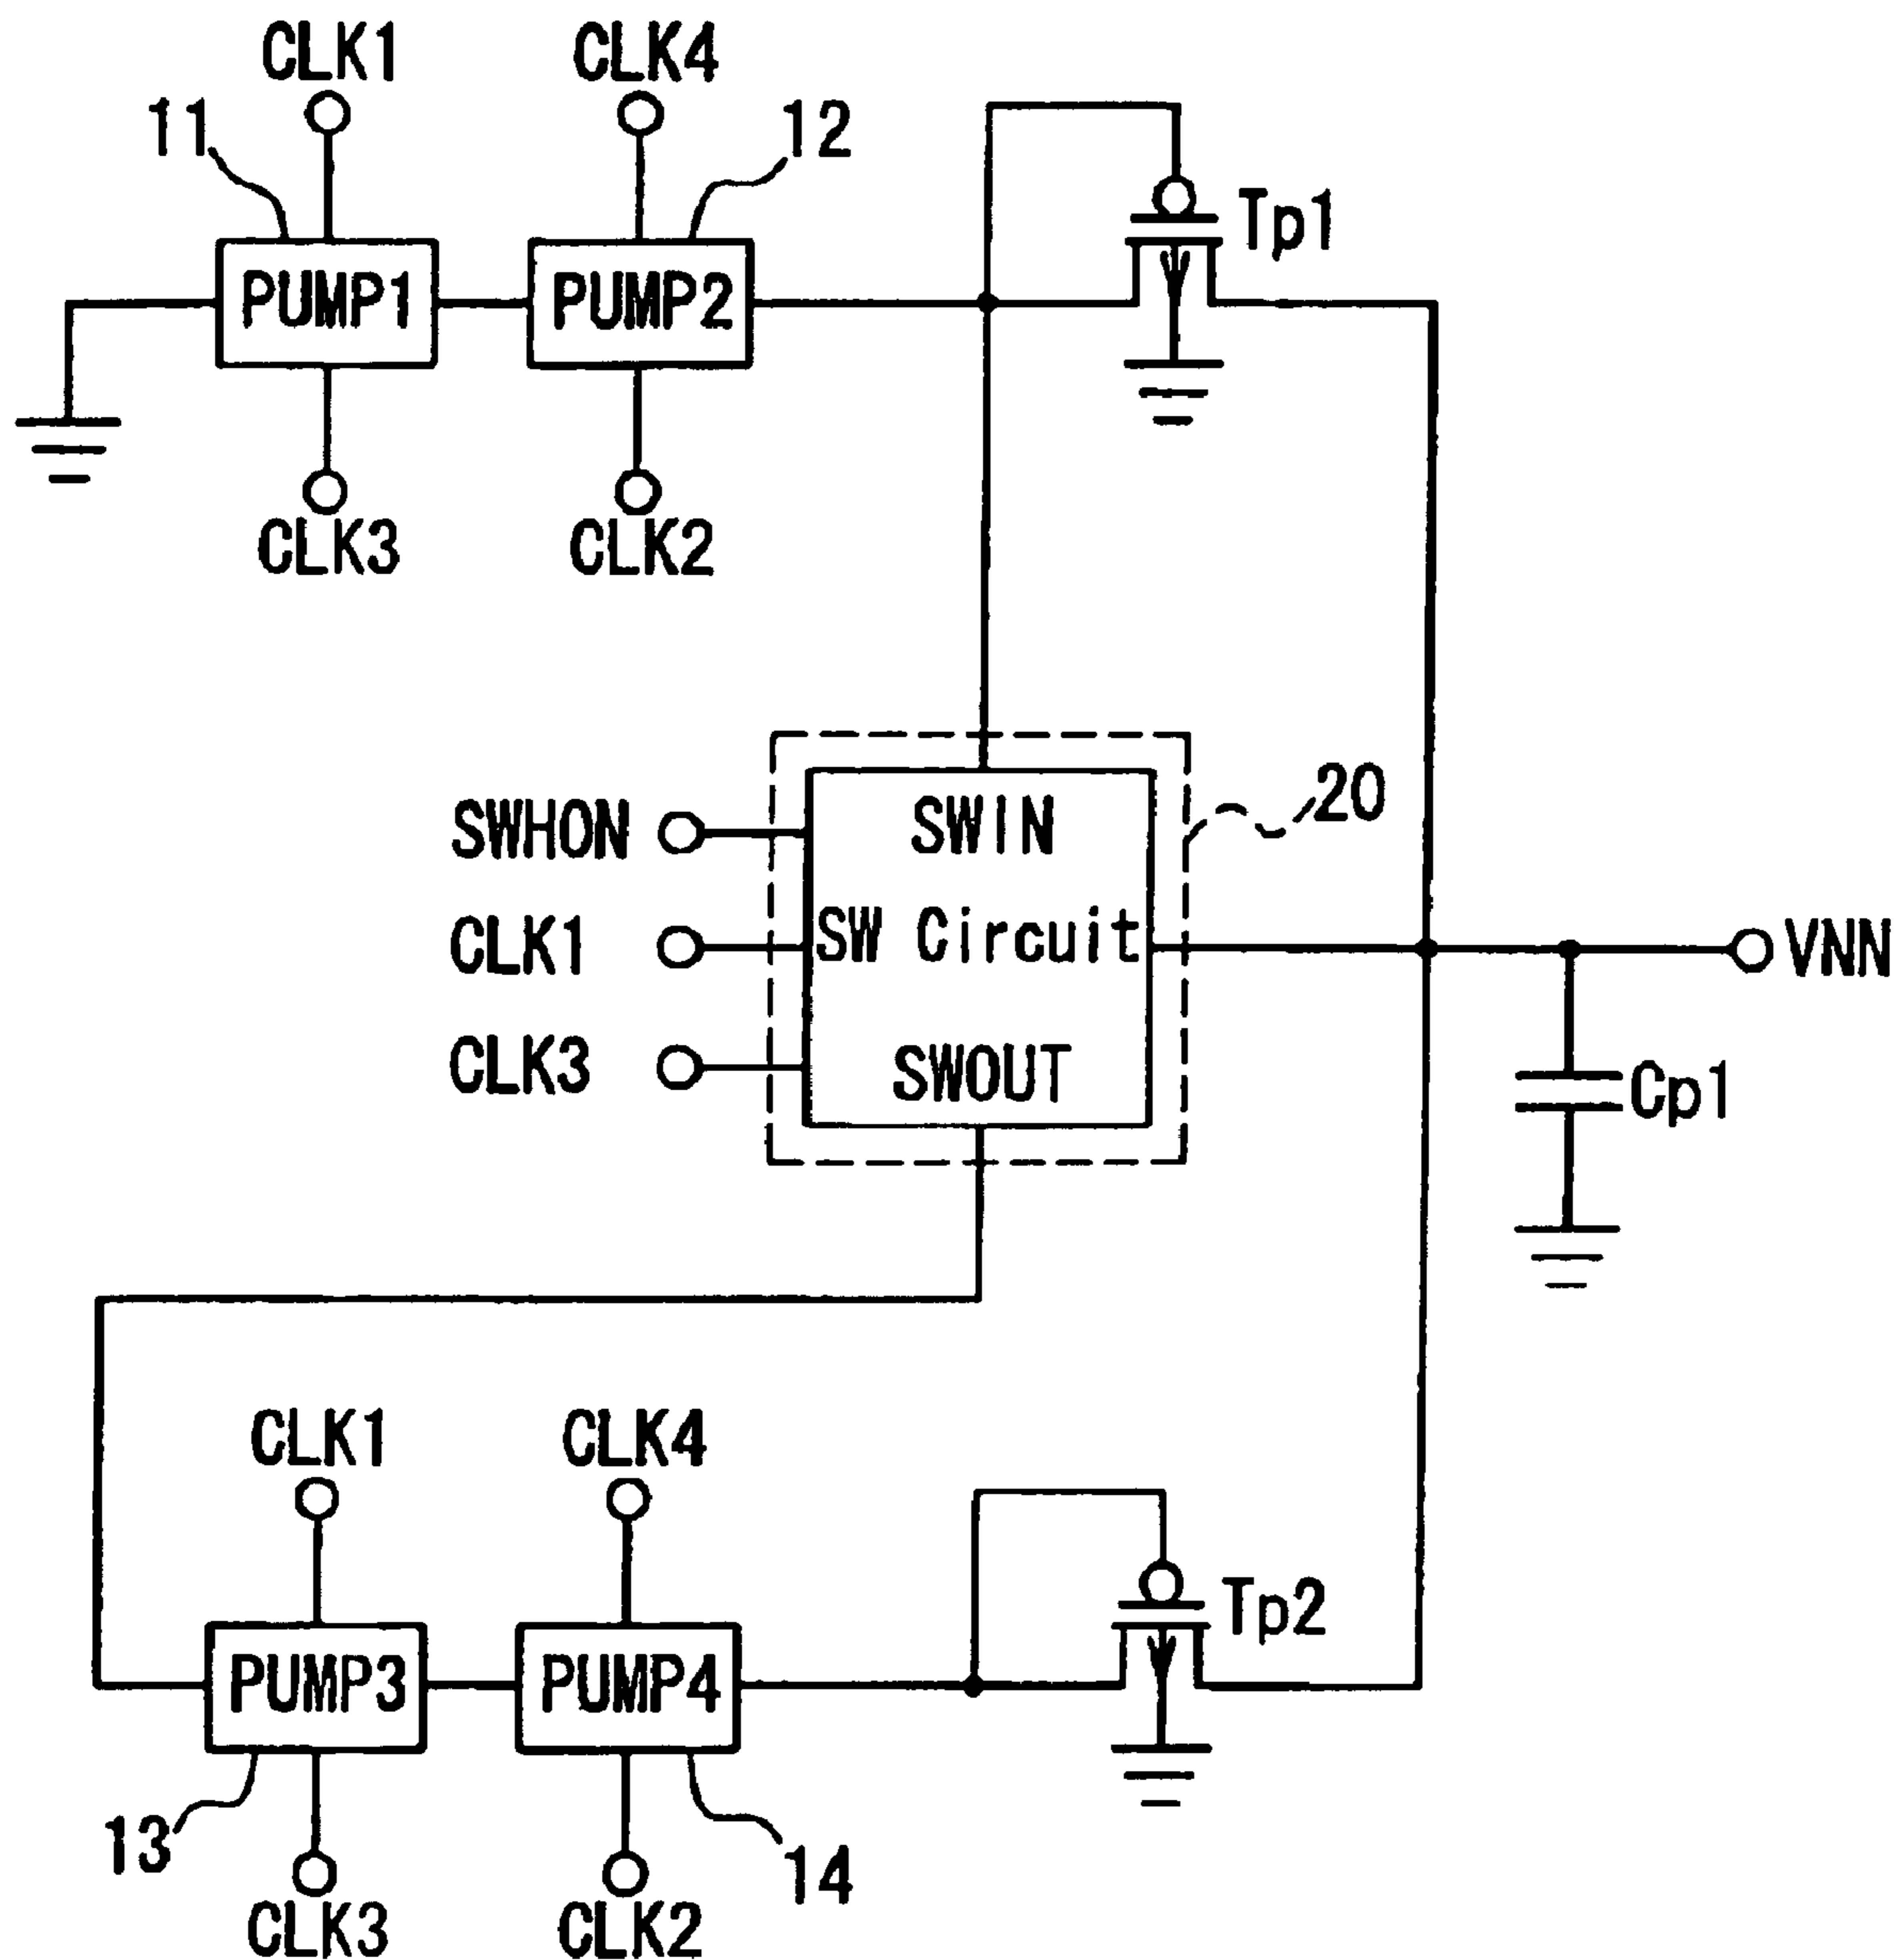 CLK1
CLK4
11
12
Tp1
PUMP1
PUMP2
CLK3
CLK2
20
SWHON
SWIN
CLK1
SW Circuit
VNN
CLK3
SWOUT
Cp1
CLK1
CLK4
Tp2
PUMP3
PUMP4
13
14
CLK3
CLK2